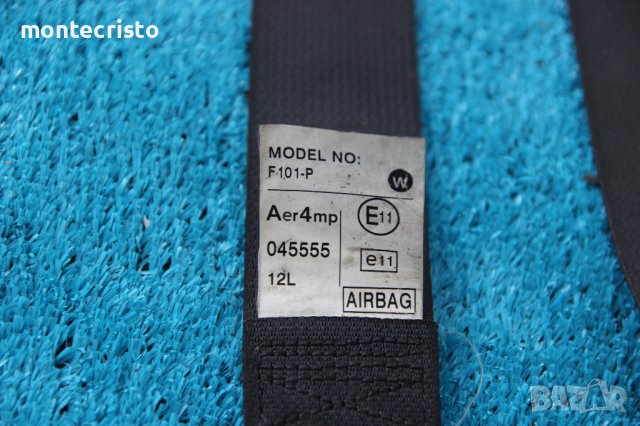 montecristo
MODEL NO:
F101-P
W
Aer4mp
E11
045555
e11
12L
AIRBAG
BAZAR